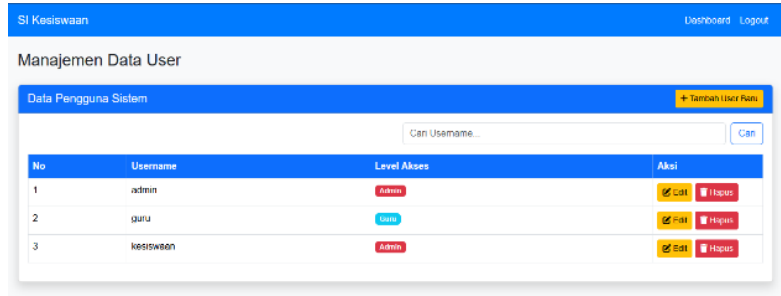 SI Kesiswaan Dashboard Logout
Manajemen Data User
Data Pengguna Sistem + Tambah User Baru
Cari Username... Cari
No Username Level Akses Aksi
1 admin Admin Edit Hapus
2 guru Guru Edit Hapus
3 kesiswaan Admin Edit Hapus